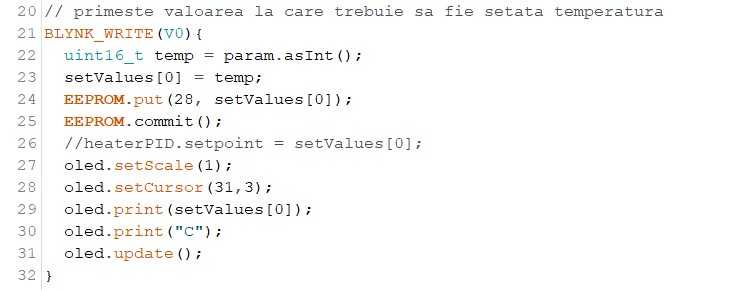 20 // primeste valoarea la care trebuie sa fie setata temperatura
21 BLYNK_WRITE(V0){
22   uint16_t temp = param.asInt();
23   setValues[0] = temp;
24   EEPROM.put(28, setValues[0]);
25   EEPROM.commit();
26   //heaterPID.setpoint = setValues[0];
27   oled.setScale(1);
28   oled.setCursor(31,3);
29   oled.print(setValues[0]);
30   oled.print("C");
31   oled.update();
32 }